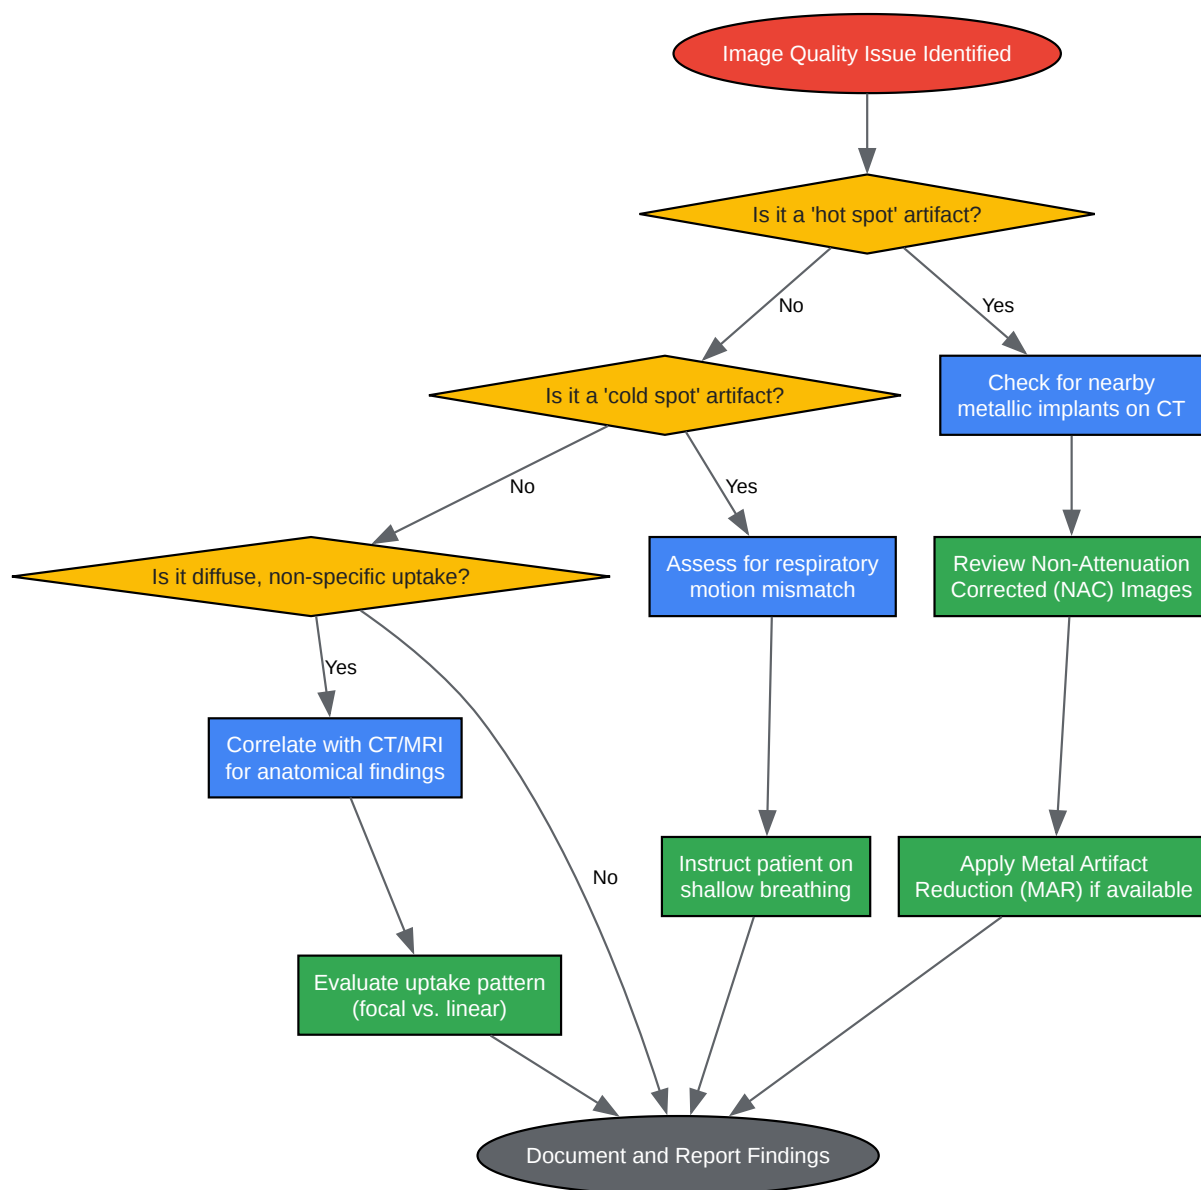 Image Quality Issue Identified
Is it a 'hot spot' artifact?
No
Yes
Is it a 'cold spot' artifact?
Check for nearby
metallic implants on CT
No
Yes
Is it diffuse, non-specific uptake?
Assess for respiratory
motion mismatch
Review Non-Attenuation
Corrected (NAC) Images
Yes
Correlate with CT/MRI
for anatomical findings
No
Instruct patient on
shallow breathing
Apply Metal Artifact
Reduction (MAR) if available
Evaluate uptake pattern
(focal vs. linear)
Document and Report Findings